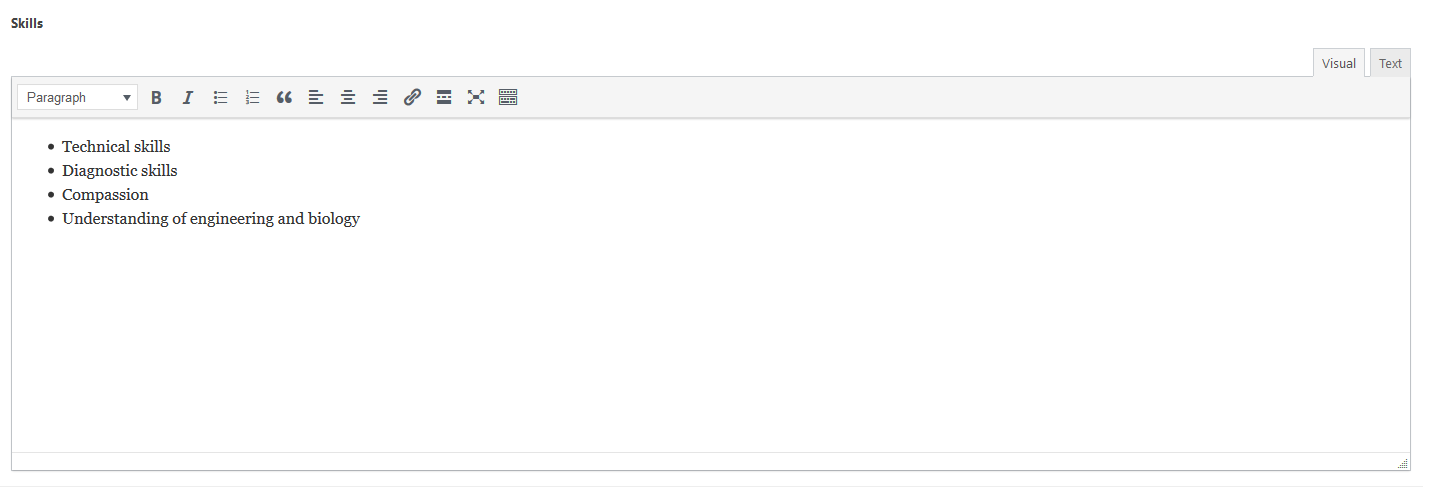 Skills
Visual Text
Paragraph
Technical skills
Diagnostic skills
Compassion
Understanding of engineering and biology